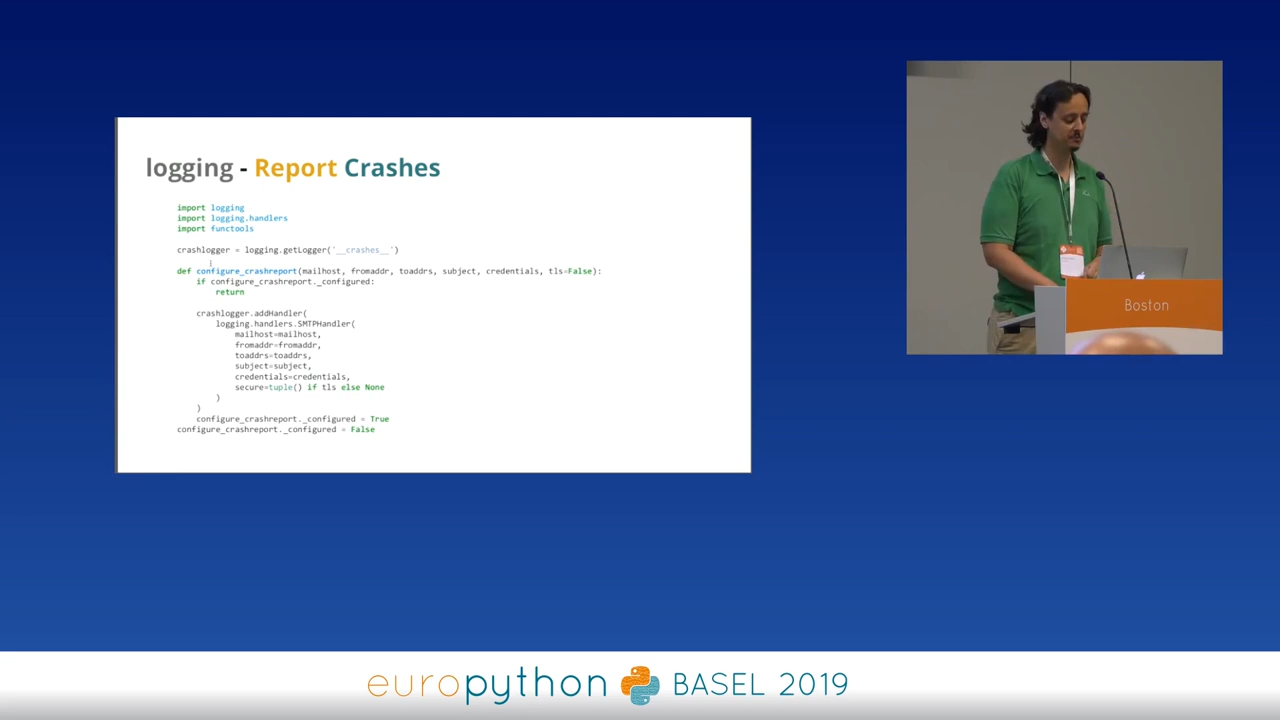 logging - Report Crashes
import logging
import logging.handlers
import functools
crashlogger = logging.getLogger('__crashes__')
def configure_crashreport(mailhost, fromaddr, toaddrs, subject, credentials, tls=False):
if configure_crashreport._configured:
return
crashlogger.addHandler(
logging.handlers.SMTPHandler(
mailhost=mailhost,
fromaddr=fromaddr,
toaddrs=toaddrs,
subject=subject,
credentials=credentials,
secure=tuple() if tls else None
)
)
configure_crashreport._configured = True
configure_crashreport._configured = False
Boston
europython BASEL 2019